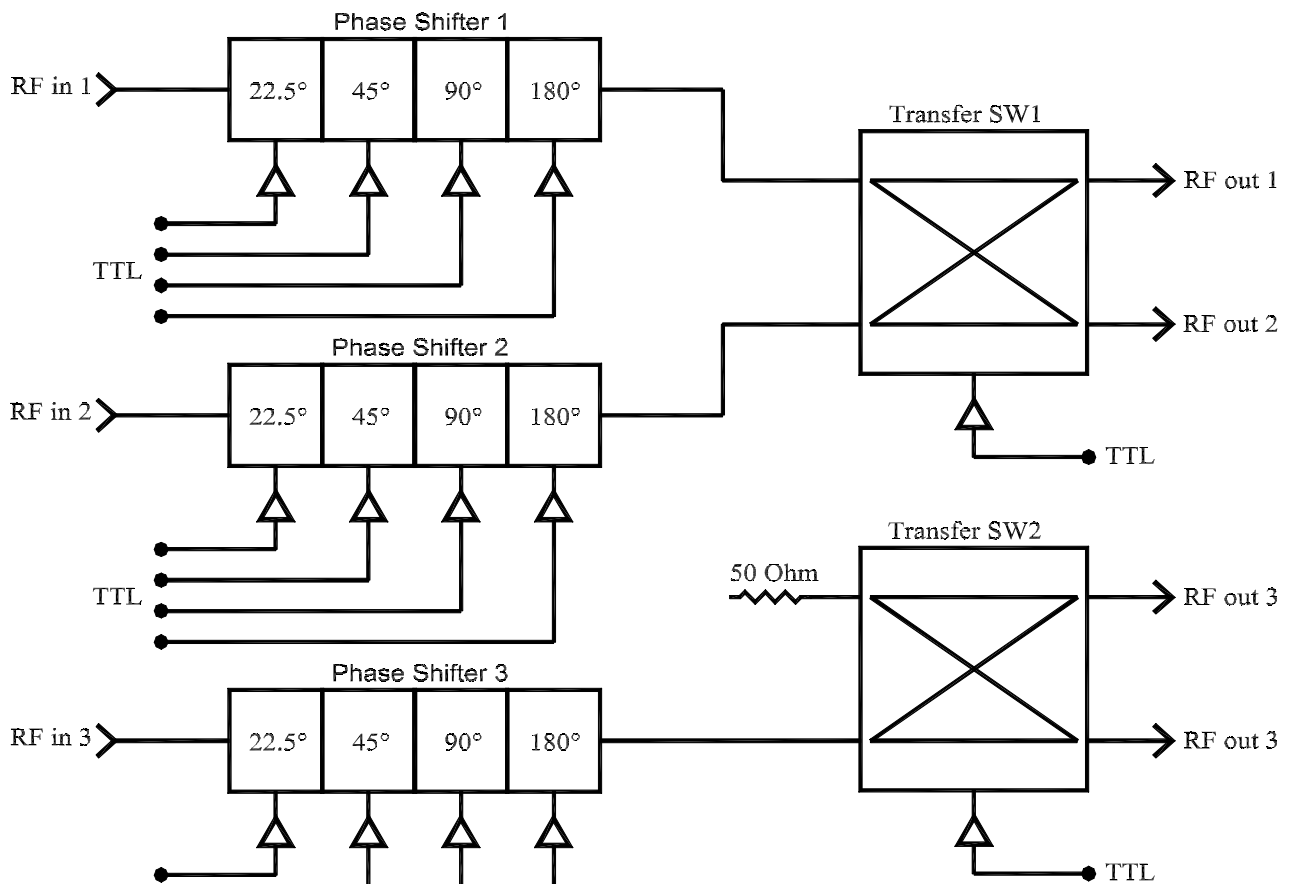 Phase Shifter 1
RF in 1
22.5° 45° 90° 180°
TTL
Transfer SW1
RF out 1
RF out 2
TTL
Phase Shifter 2
RF in 2
22.5° 45° 90° 180°
TTL
Transfer SW2
50 Ohm
RF out 3
RF out 3
TTL
Phase Shifter 3
RF in 3
22.5° 45° 90° 180°